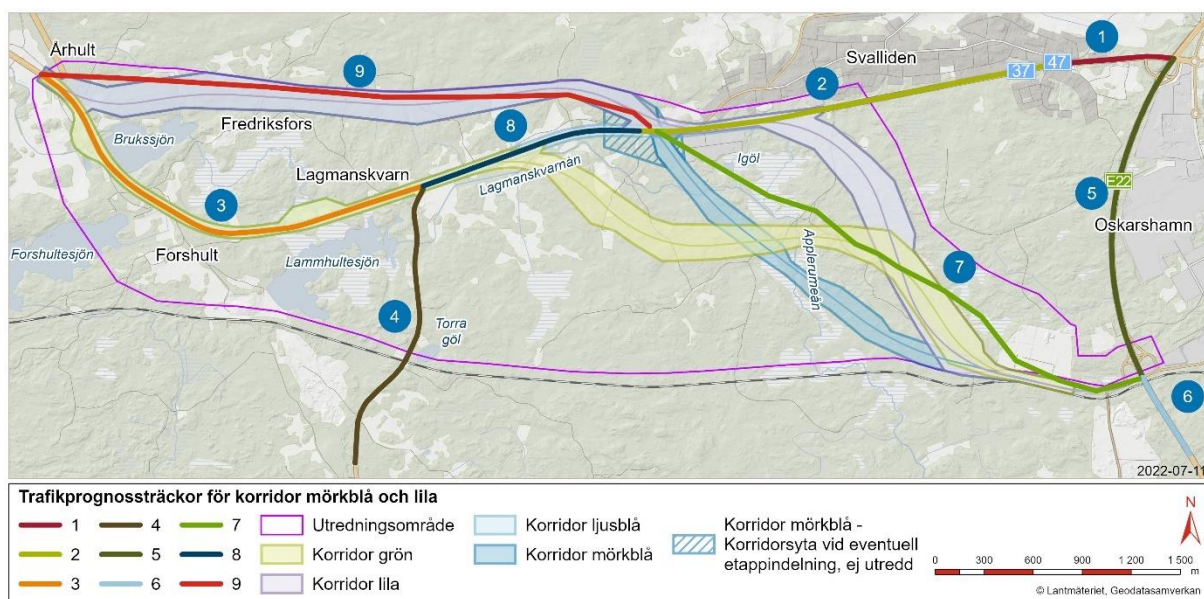 Århult
9
Fredriksfors
Brukssjön
8
Lagmanskvarnån
Lagmanskvarn
3
Forshult
Forshultesjön
Lammhultesjön
4
Torra
göl
Svalliden
2
37
47
1
Igöl
Applerumeån
7
5
E22
Oskarshamn
6
2022-07-11
Trafikprognossträckor för korridor mörkblå och lila
1 4 7 Utredningsområde Korridor ljusblå
2 5 8 Korridor grön Korridor mörkblå
3 6 9 Korridor lila
Korridor mörkblå -
Korridorsyta vid eventuell
etappindelning, ej utredd
N
0 300 600 900 1 200 1 500
m
© Lantmäteriet, Geodatasamverkan